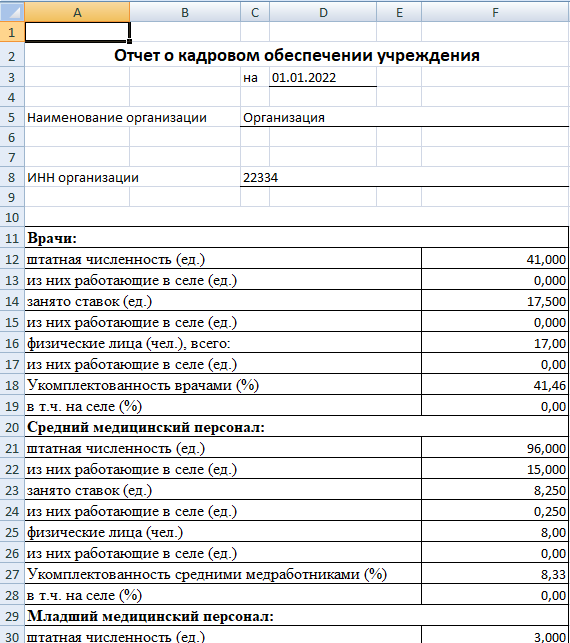 A B C D E F
1
2 Отчет о кадровом обеспечении учреждения
3 на 01.01.2022
4
5 Наименование организации Организация
6
7
8 ИНН организации 22334
9
10
11 Врачи:
12 штатная численность (ед.) 41,000
13 из них работающие в селе (ед.) 0,000
14 занято ставок (ед.) 17,500
15 из них работающие в селе (ед.) 0,000
16 физические лица (чел.), всего: 17,00
17 из них работающие в селе (ед.) 0,00
18 Укомплектованность врачами (%) 41,46
19 в т.ч. на селе (%) 0,00
20 Средний медицинский персонал:
21 штатная численность (ед.) 96,000
22 из них работающие в селе (ед.) 15,000
23 занято ставок (ед.) 8,250
24 из них работающие в селе (ед.) 0,250
25 физические лица (чел.) 8,00
26 из них работающие в селе (ед.) 0,00
27 Укомплектованность средними медработниками (%) 8,33
28 в т.ч. на селе (%) 0,00
29 Младший медицинский персонал:
30 штатная численность (ед.) 3,000